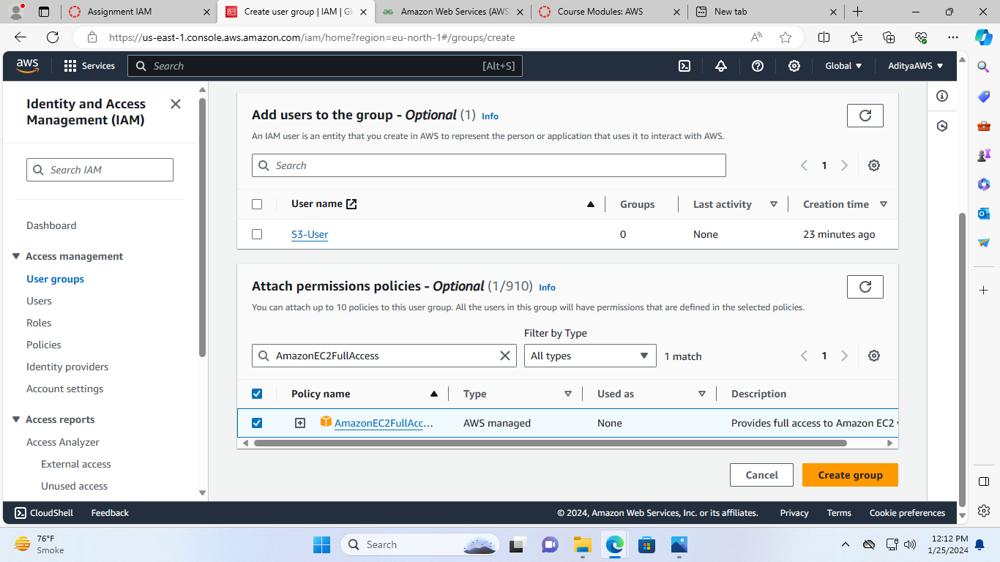 Assignment IAM
Create user group | IAM | Gl
Amazon Web Services (AWS
Course Modules: AWS
New tab
https://us-east-1.console.aws.amazon.com/iam/home?region=eu-north-1#/groups/create
aws
Services
Search
[Alt+S]
Global
AdityaAWS
Identity and Access
Management (IAM)
Search IAM
Dashboard
Access management
User groups
Users
Roles
Policies
Identity providers
Account settings
Access reports
Access Analyzer
External access
Unused access
Add users to the group - Optional (1) Info
An IAM user is an entity that you create in AWS to represent the person or application that uses it to interact with AWS.
Search
1
User name
Groups
Last activity
Creation time
S3-User
0
None
23 minutes ago
Attach permissions policies - Optional (1/910) Info
You can attach up to 10 policies to this user group. All the users in this group will have permissions that are defined in the selected policies.
Filter by Type
AmazonEC2FullAccess
All types
1 match
1
Policy name
Type
Used as
Description
AmazonEC2FullAcc...
AWS managed
None
Provides full access to Amazon EC2 v
Cancel
Create group
CloudShell
Feedback
© 2024, Amazon Web Services, Inc. or its affiliates.
Privacy
Terms
Cookie preferences
76°F
Smoke
Search
12:12 PM
1/25/2024